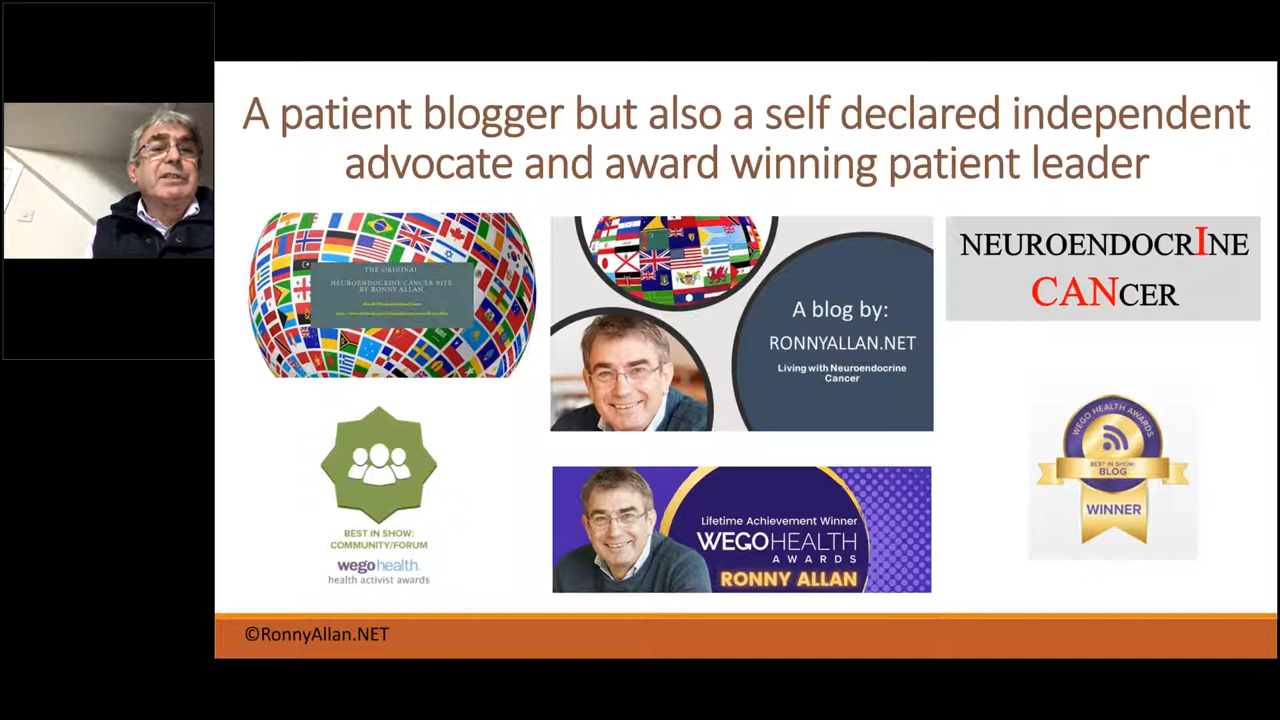 A patient blogger but also a self declared independent
advocate and award winning patient leader
THE ORIGINAL
NEUROENDOCRINE CANCER SITE
BY RONNY ALLAN
A blog by:
RONNYALLAN.NET
Living with Neuroendocrine
Cancer
NEUROENDOCRINE
CANCER
BEST IN SHOW:
COMMUNITY/FORUM
wegohealth.
health activist awards
Lifetime Achievement Winner
WEGOHEALTH
AWARDS
RONNY ALLAN
WEGO HEALTH AWARDS
BEST IN SHOW:
BLOG
WINNER
©RonnyAllan.NET